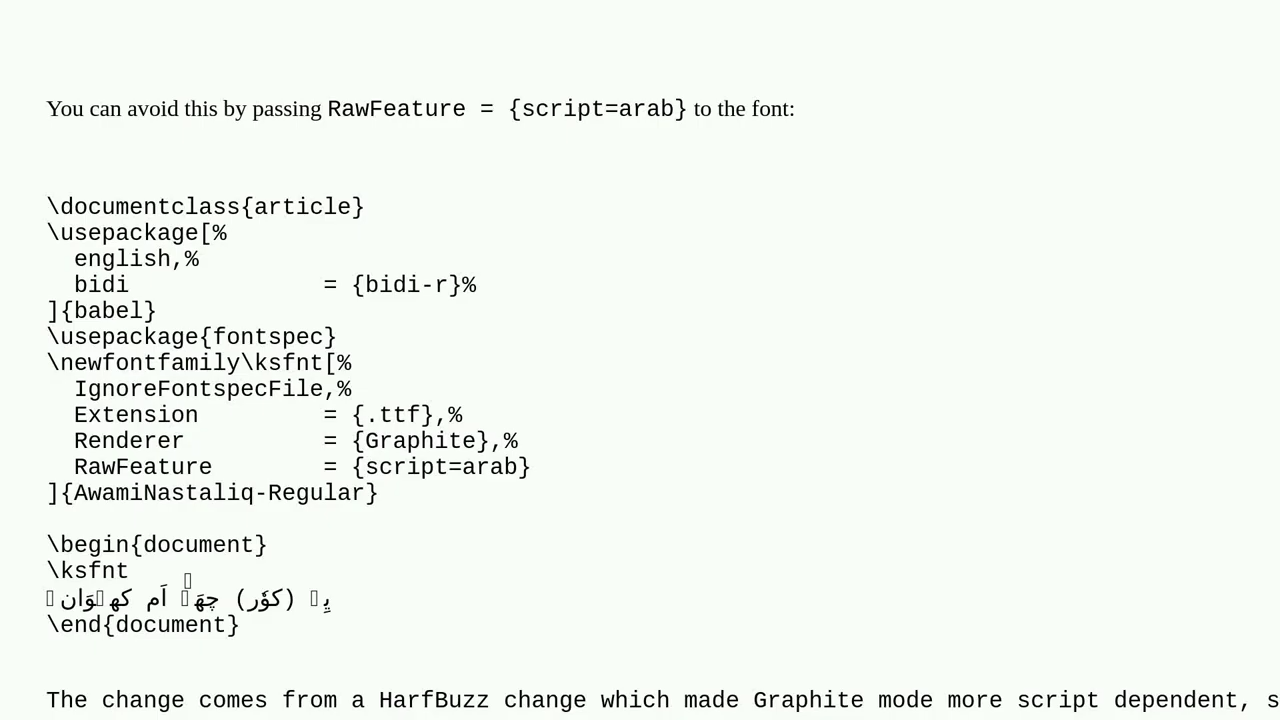 You can avoid this by passing RawFeature = {script=arab} to the font:
\documentclass{article}
\usepackage[%
  english,%
  bidi              = {bidi-r}%
]{babel}
\usepackage{fontspec}
\newfontfamily\ksfnt[%
  IgnoreFontspecFile,%
  Extension         = {.ttf},%
  Renderer          = {Graphite},%
  RawFeature        = {script=arab}
]{AwamiNastaliq-Regular}
\begin{document}
\ksfnt
(کوٗر) اَم
\end{document}
The change comes from a HarfBuzz change which made Graphite mode more script dependent,